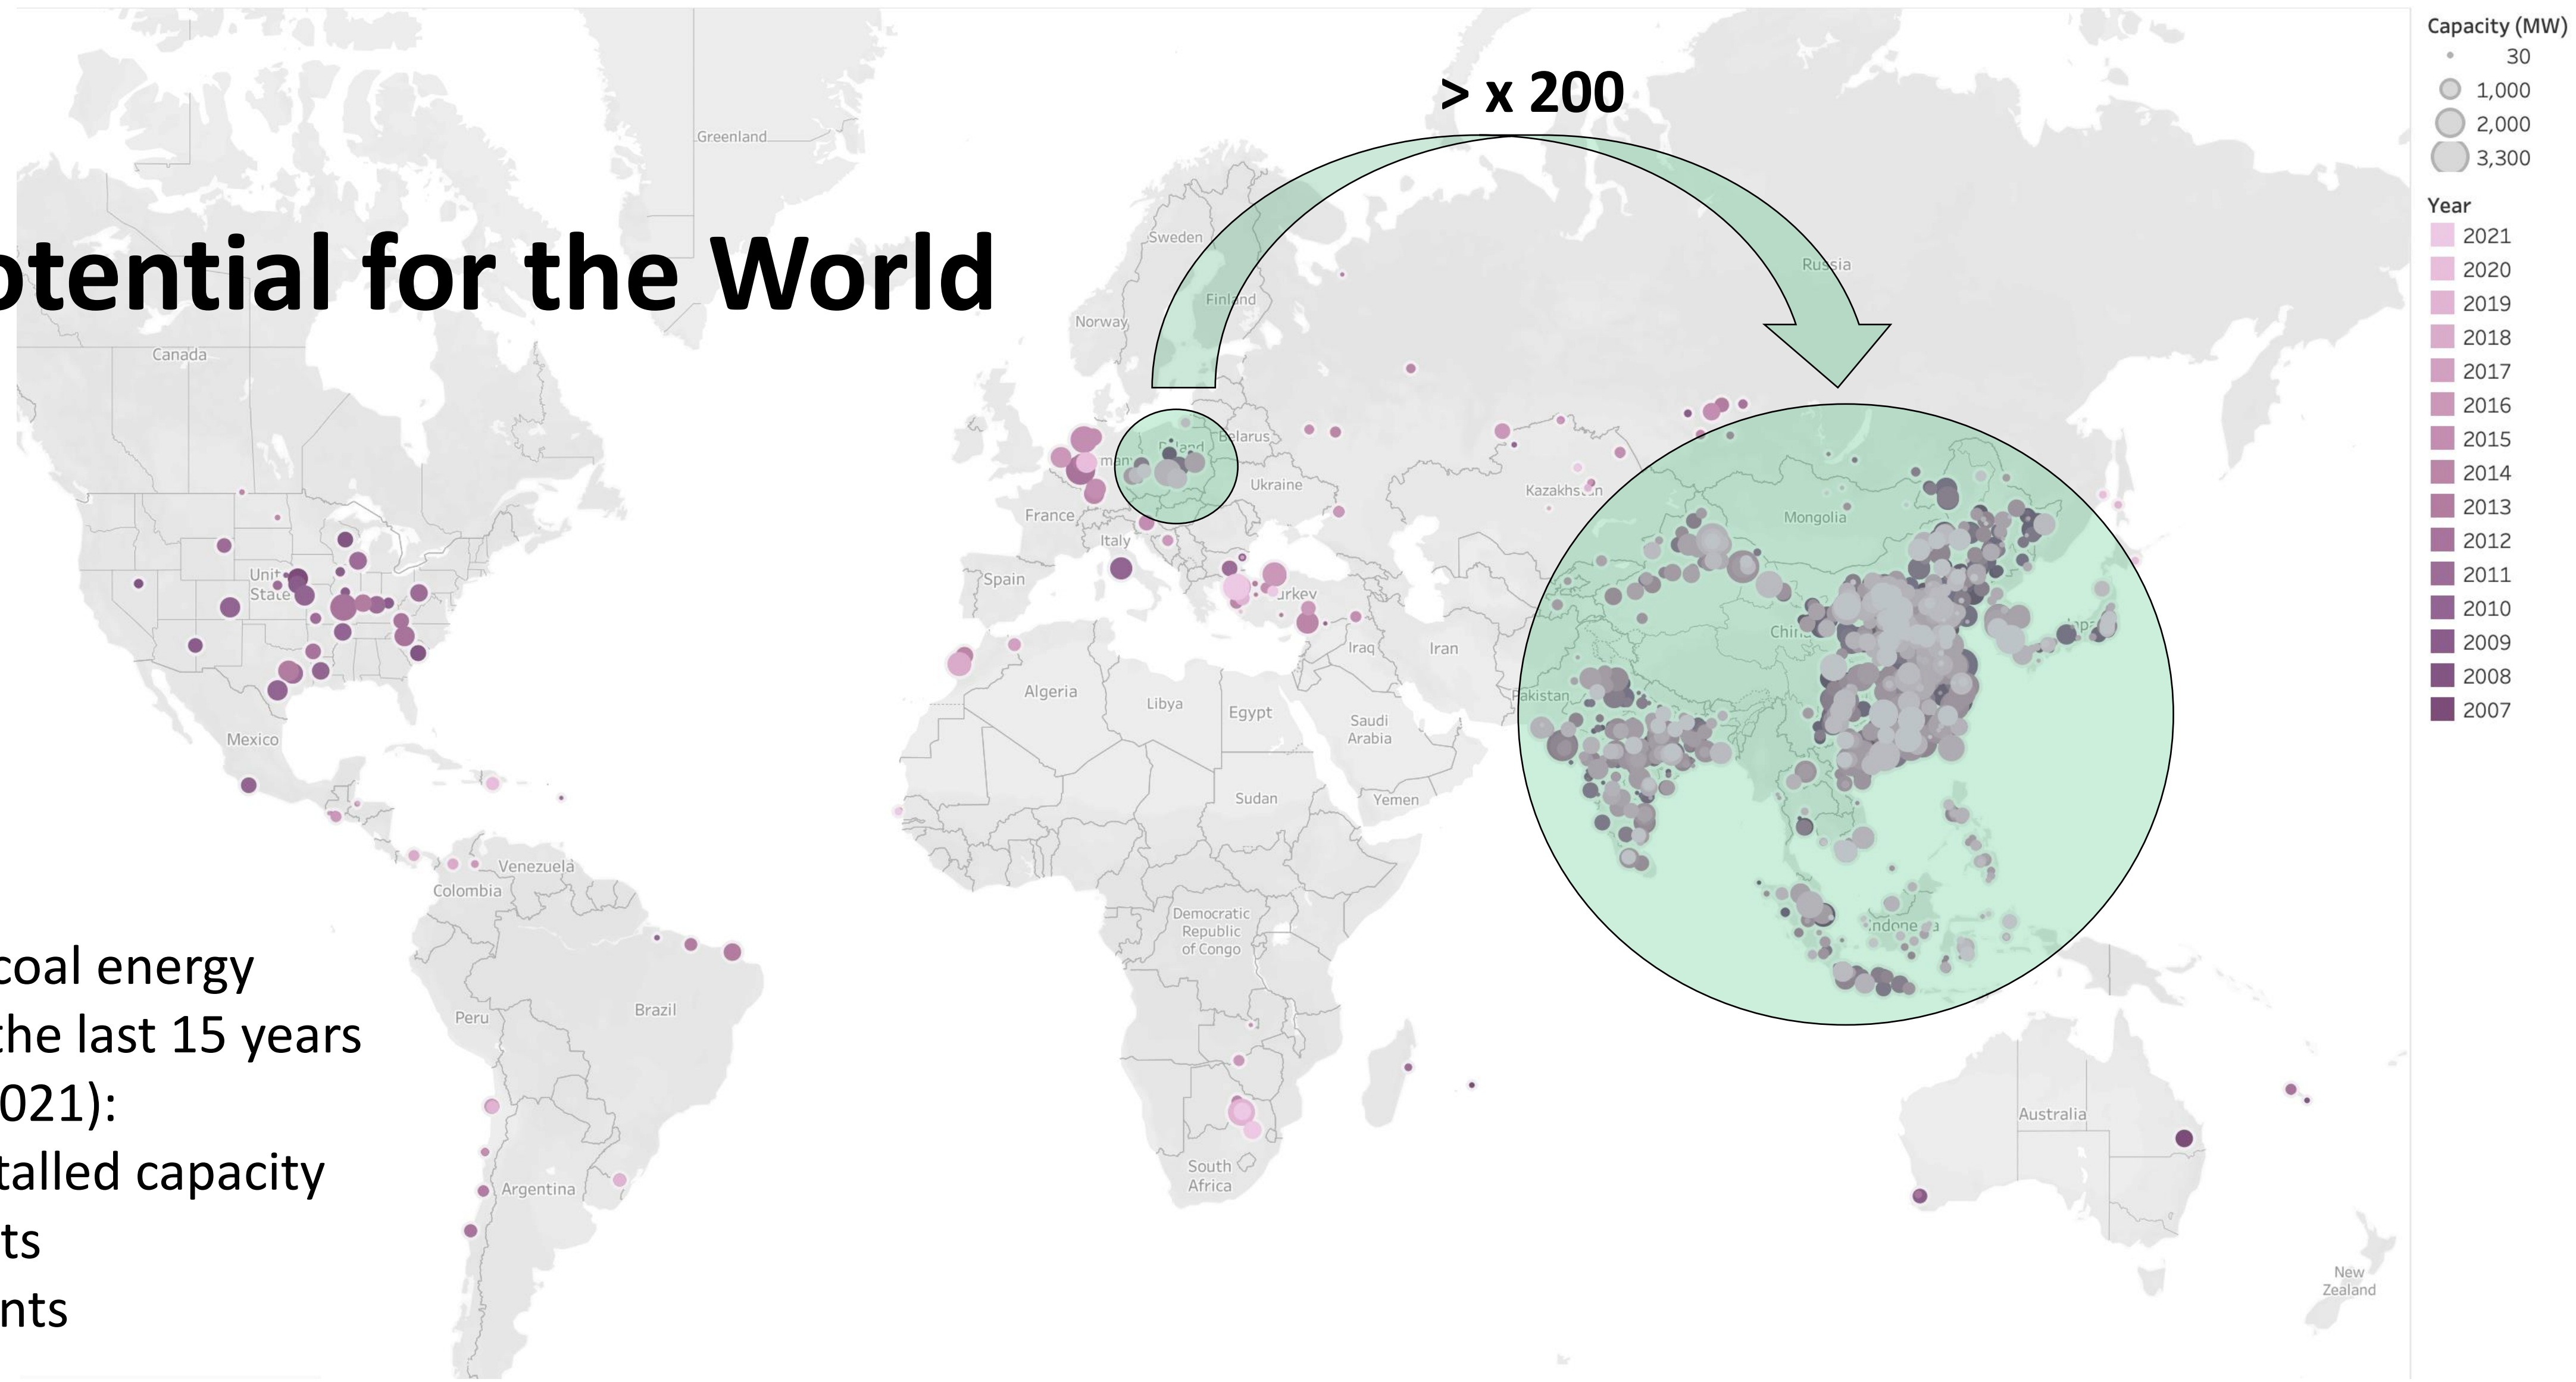 > x 200
otential for the World
coal energy
the last 15 years
021):
talled capacity
ts
nts
Capacity (MW)
30
1,000
2,000
3,300
Year
2021
2020
2019
2018
2017
2016
2015
2014
2013
2012
2011
2010
2009
2008
2007
Greenland
Canada
Sweden
Finland
Norway
Russia
Belarus
Ukraine
France
Italy
Spain
Kazakhst n
Mongolia
Mexico
Algeria
Libya
Egypt
Saudi
Arabia
Iraq
Iran
Pakistan
Sudan
Yemen
Venezuela
Colombia
Democratic
Republic
of Congo
Peru
Brazil
South
Africa
Argentina
Australia
New
Zealand